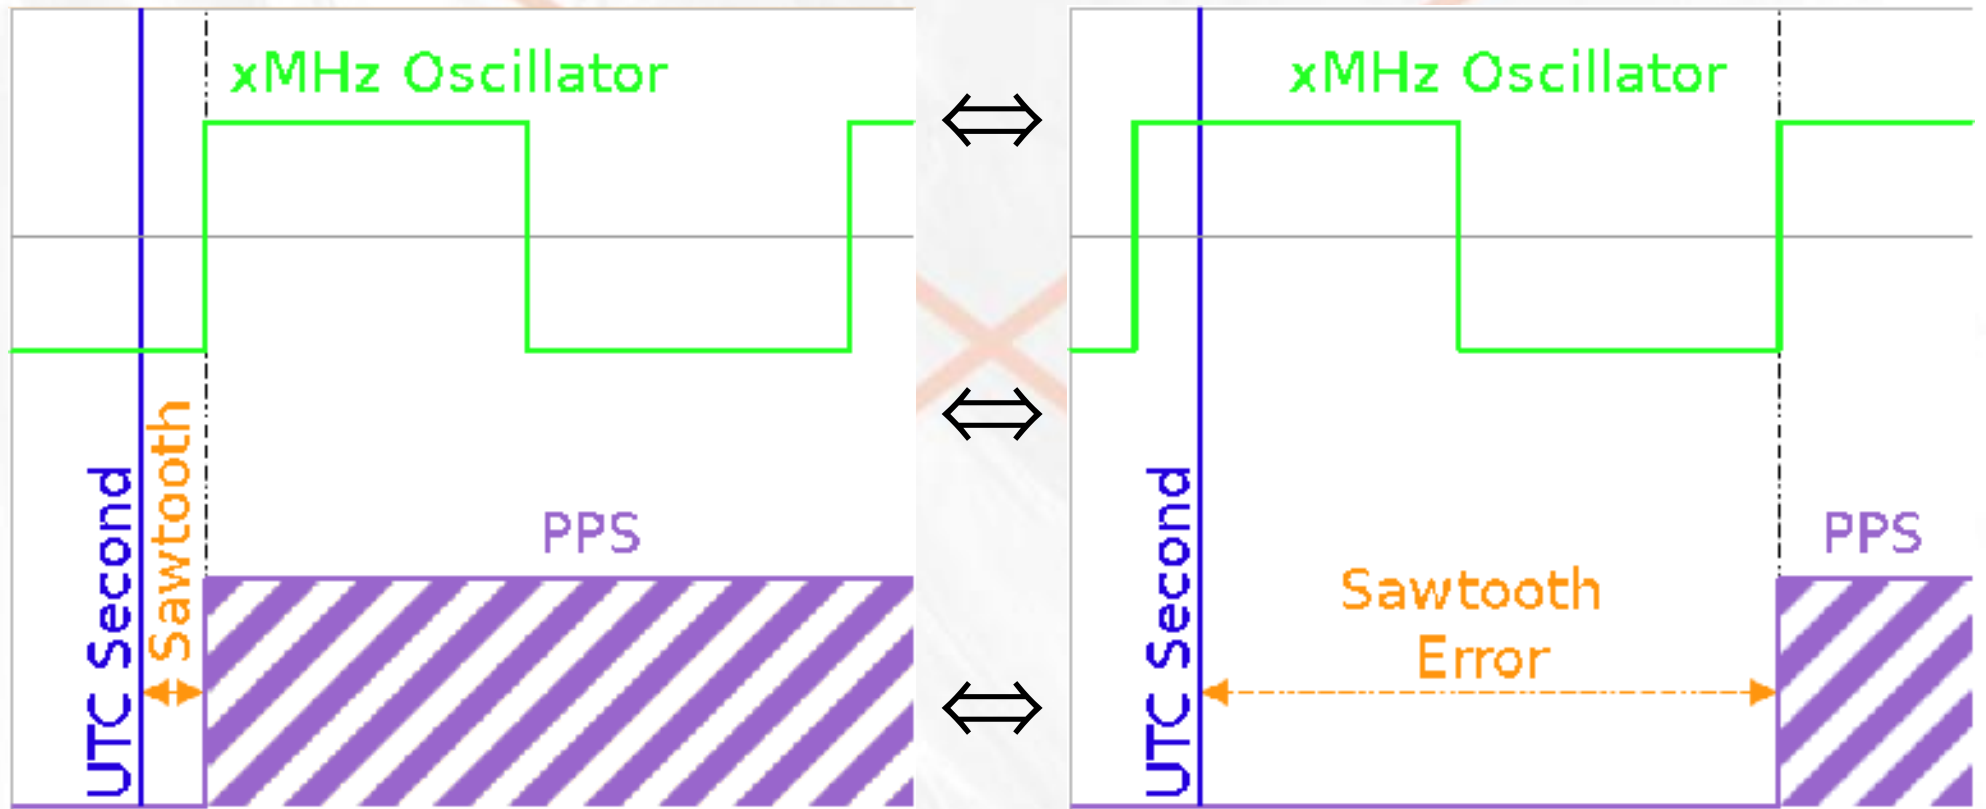 xMHz Oscillator
UTC Second
Sawtooth
PPS
xMHz Oscillator
UTC Second
Sawtooth
Error
PPS